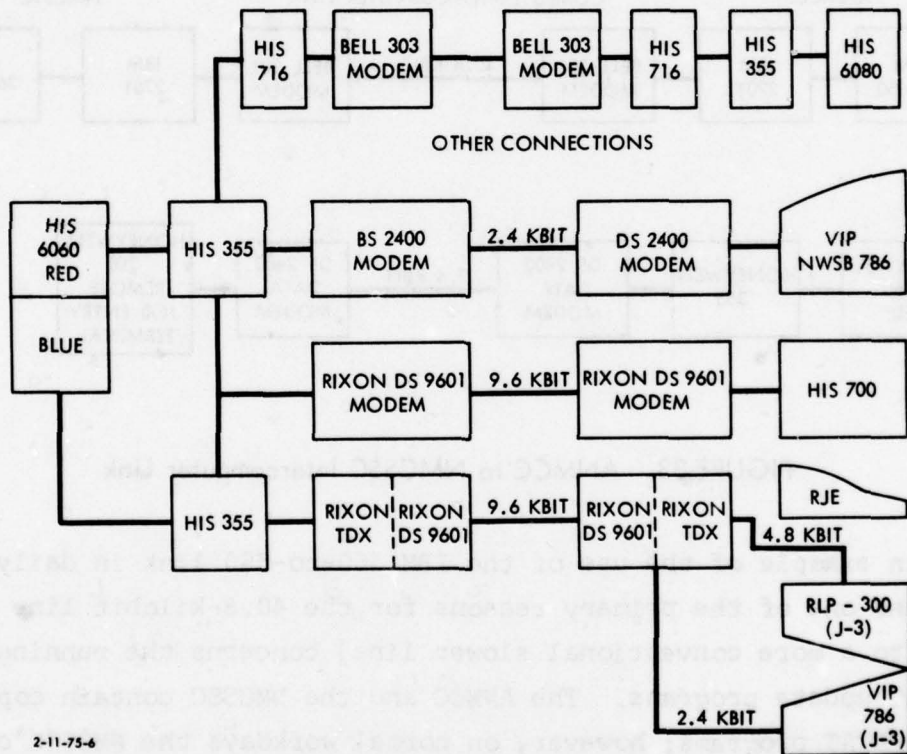 HIS
716
BELL 303
MODEM
BELL 303
MODEM
HIS
716
HIS
355
HIS
6080
OTHER CONNECTIONS
HIS
6060
RED
HIS 355
BS 2400
MODEM
2.4 KBIT
DS 2400
MODEM
VIP
NWSB 786
BLUE
RIXON DS 9601
MODEM
9.6 KBIT
RIXON DS 9601
MODEM
HIS 700
HIS 355
RIXON
TDX
RIXON
DS 9601
9.6 KBIT
RIXON
DS 9601
RIXON
TDX
RJE
4.8 KBIT
RLP - 300
(J-3)
2.4 KBIT
VIP
786
(J-3)
2-11-75-6